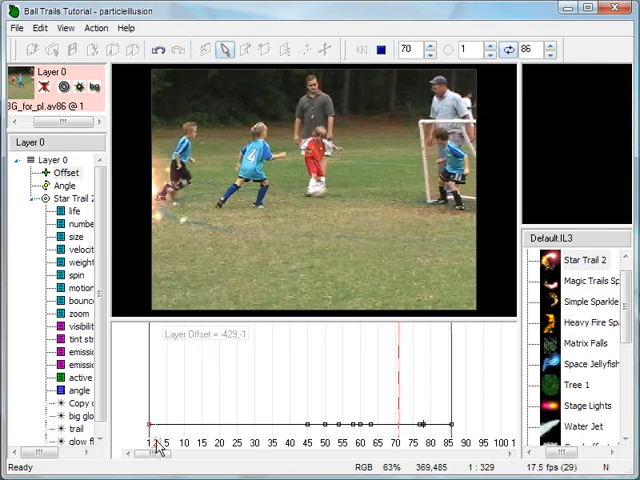 Ball Trails Tutorial - particleIllusion
File Edit View Action Help
70 1 86
Layer 0
3G_for_pI.av86 @ 1
Layer 0 Default.IL3
Layer 0
Offset
Angle
Star Trail 2
life
numbe
size
velocit
weight
spin
motion
bounce
zoom
visibilit
tint str
emissi
emissi
active
angle
Copy o
big glo
trail
glow fl
4
Layer Offset = -429,-1
1 5 10 15 20 25 30 35 40 45 50 55 60 65 70 75 80 85 90 95 100 1
Star Trail 2
Magic Trails Sp
Simple Sparkle
Heavy Fire Sp
Matrix Falls
Space Jellyfish
Tree 1
Stage Lights
Water Jet
Ready RGB 63% 369,485 1 : 329 17.5 fps (29)